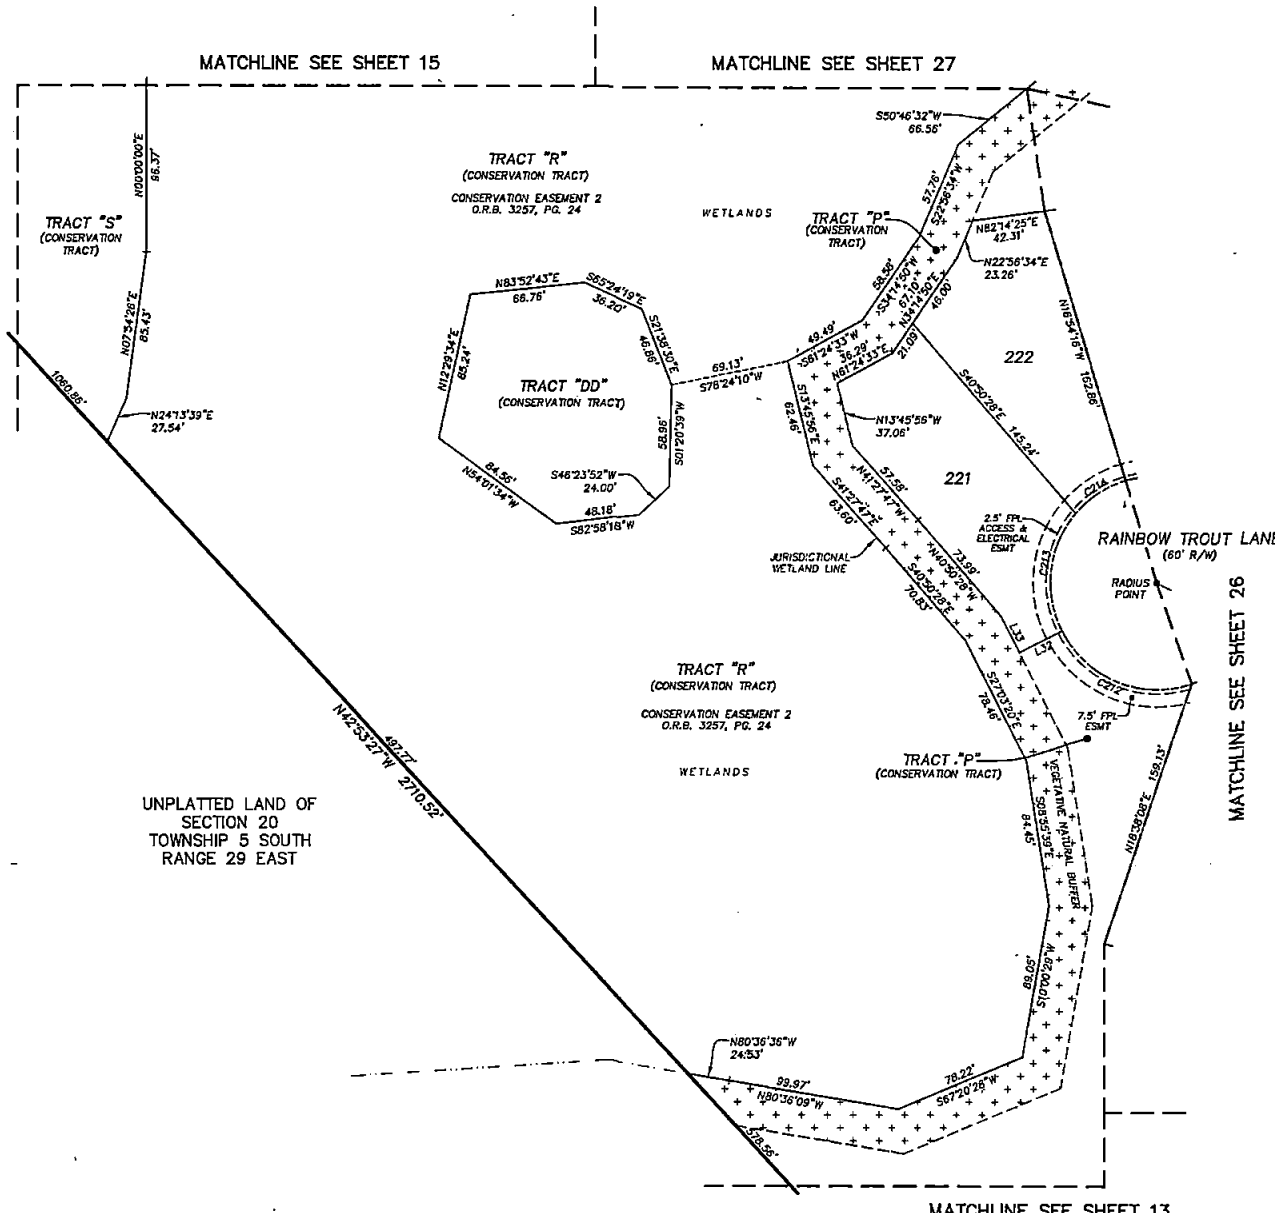 MATCHLINE SEE SHEET 15
MATCHLINE SEE SHEET 27
S50°46'32"W
66.56'
N00°00'00"E
96.37'
TRACT "R"
(CONSERVATION TRACT)
CONSERVATION EASEMENT 2
O.R.B. 3257, PG. 24
WETLANDS
57.76'
S22°56'34"W
TRACT "S"
(CONSERVATION
TRACT)
TRACT "P"
(CONSERVATION
TRACT)
N82°14'25"E
42.31'
N22°56'34"E
23.26'
N83°52'43"E
66.76'
S65°24'19"E
36.20'
58.58'
S34°14'50"W
67.10'
N34°14'50"E
46.00'
N07°54'26"E
85.43'
N12°29'34"E
85.24'
S21°38'30"E
46.86'
49.49'
S61°24'33"W
36.29'
N61°24'33"E
21.09'
N16°54'16"W 162.86'
222
69.13'
S76°24'10"W
1060.86'
TRACT "DD"
(CONSERVATION TRACT)
S13°45'56"E
62.46'
S40°50'28"E 145.24'
N24°13'39"E
27.54'
58.96'
S01°20'39"W
N13°45'56"W
37.06'
84.56'
N54°01'34"W
S46°23'52"W
24.00'
57.58'
N41°27'47"W
221
48.18'
S82°58'18"W
S41°27'47"E
63.60'
C214
2.5' FPL
ACCESS &
ELECTRICAL
ESMT
C213
RAINBOW TROUT LANE
(60' R/W)
JURISDICTIONAL
WETLAND LINE
73.99'
N40°50'28"W
S40°50'28"E
70.83'
RADIUS
POINT
MATCHLINE SEE SHEET 26
L33
L32
TRACT "R"
(CONSERVATION TRACT)
CONSERVATION EASEMENT 2
O.R.B. 3257, PG. 24
S27°03'20"E
78.46'
C212
7.5' FPL
ESMT
WETLANDS
497.77'
N42°53'27"W 2710.52'
TRACT "P"
(CONSERVATION TRACT)
VEGETATIVE NATURAL BUFFER
S08°55'39"E
84.45'
N18°38'08"E 159.13'
UNPLATTED LAND OF
SECTION 20
TOWNSHIP 5 SOUTH
RANGE 29 EAST
89.05'
S10°00'29"W
N80°36'36"W
24.53'
99.97'
N80°36'09"W
78.22'
S67°20'28"W
578.56'
MATCHLINE SEE SHEET 13